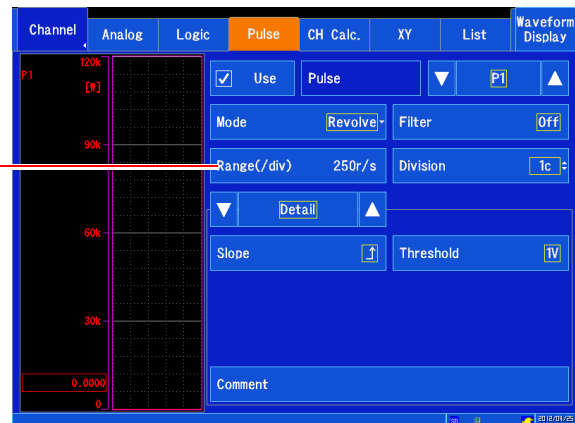 Channel
Analog
Logic
Pulse
CH Calc.
XY
List
Waveform
Display
P1
120k
[W]
90k
60k
30k
0.0000
0
Use
Pulse
P1
Mode
Revolve
Filter
Off
Range(/div)
250r/s
Division
1c
Detail
Slope
Threshold
1V
Comment
SD
2012/04/25